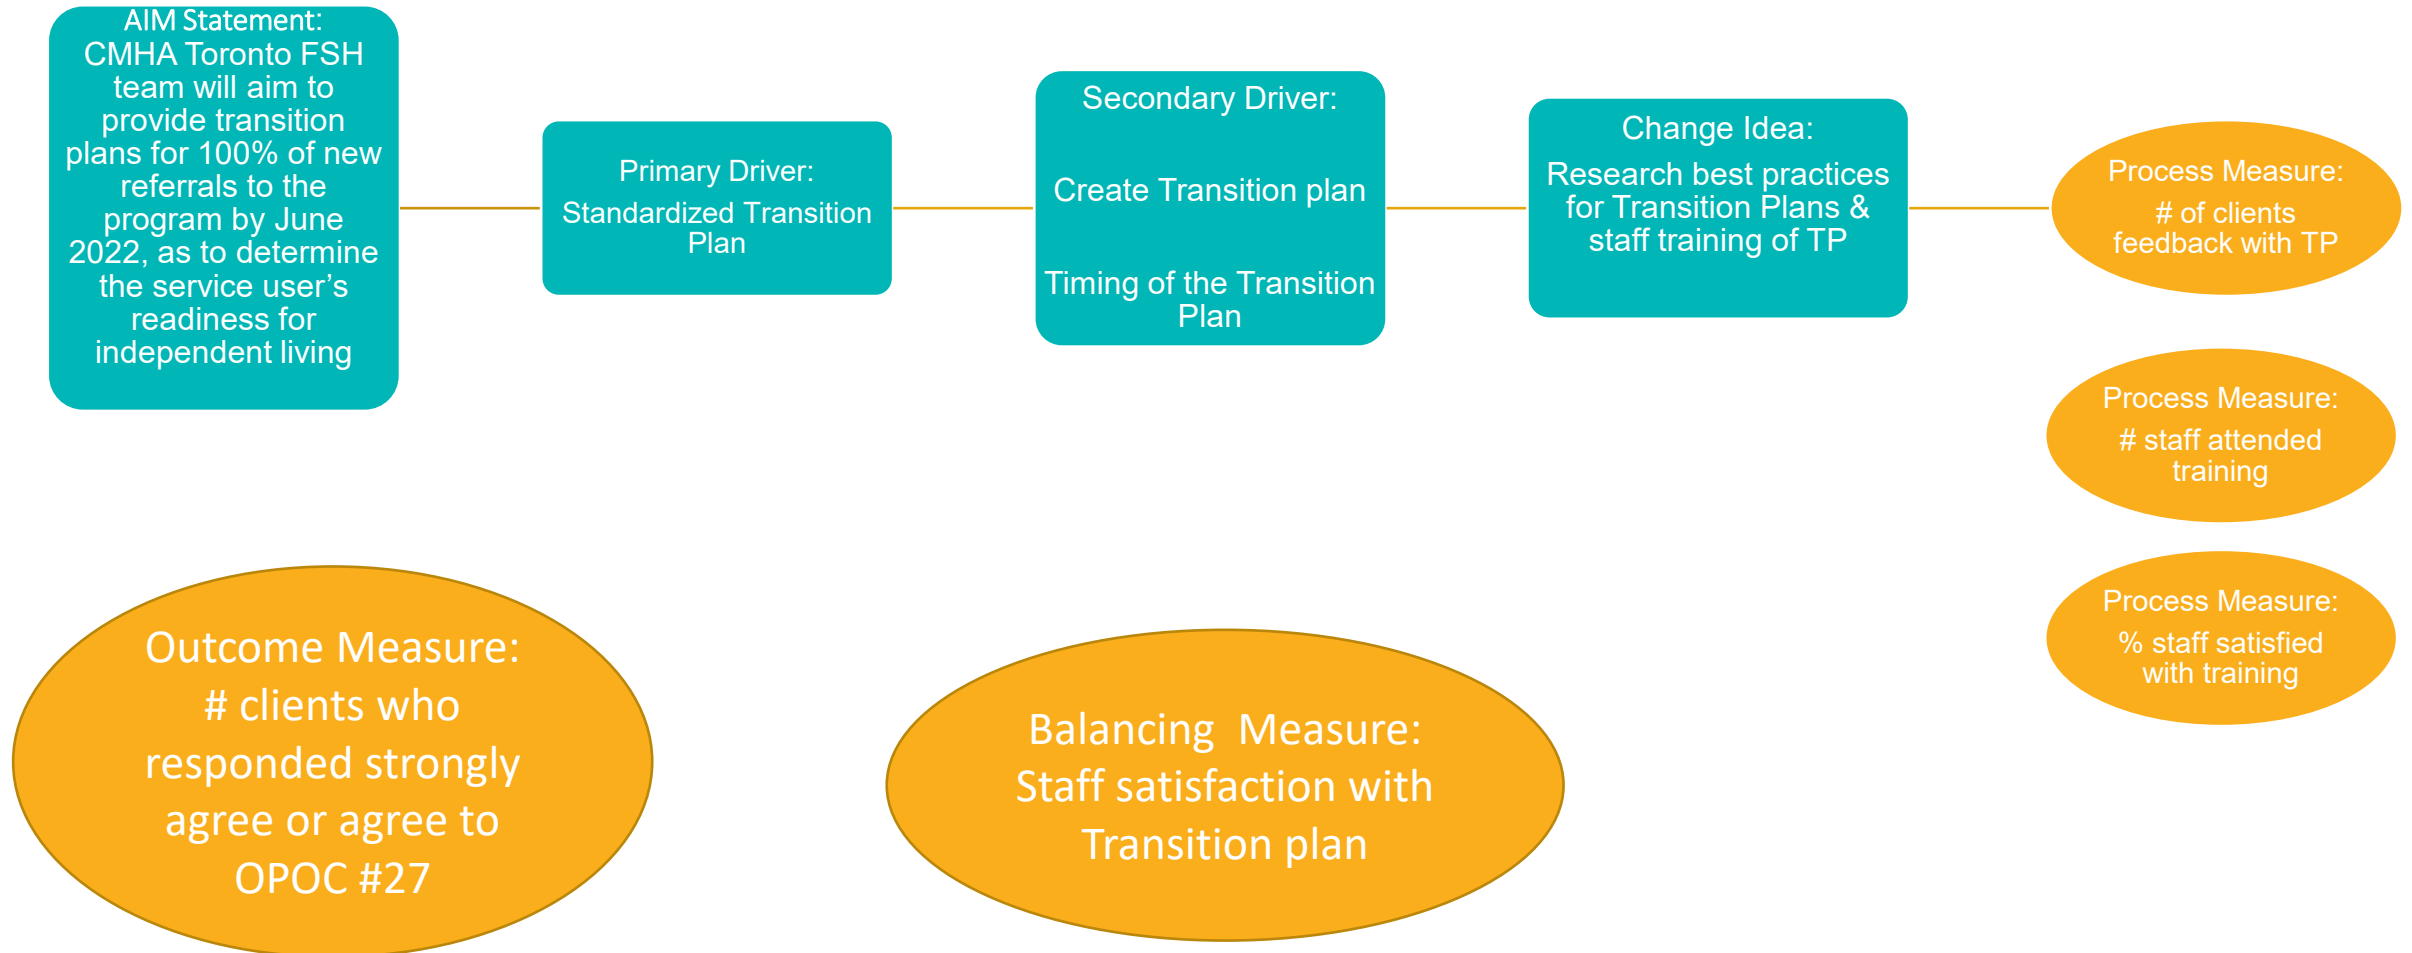 AIM Statement:
CMHA Toronto FSH
team will aim to
provide transition
plans for 100% of new
referrals to the
program by June
2022, as to determine
the service user’s
readiness for
independent living
Primary Driver:
Standardized Transition
Plan
Secondary Driver:
Create Transition plan
Timing of the Transition
Plan
Change Idea:
Research best practices
for Transition Plans &
staff training of TP
Process Measure:
# of clients
feedback with TP
Process Measure:
# staff attended
training
Process Measure:
% staff satisfied
with training
Outcome Measure:
# clients who
responded strongly
agree or agree to
OPOC #27
Balancing  Measure:
Staff satisfaction with
Transition plan